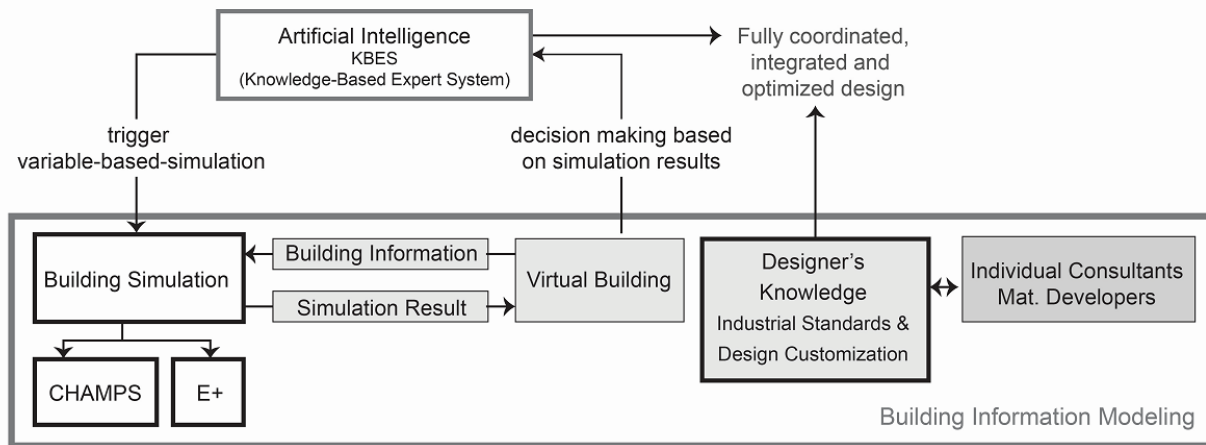 Artificial Intelligence
KBES
(Knowledge-Based Expert System)
Fully coordinated,
integrated and
optimized design
trigger
variable-based-simulation
decision making based
on simulation results
Building Simulation
Building Information
Simulation Result
Virtual Building
Designer's
Knowledge
Industrial Standards &
Design Customization
Individual Consultants
Mat. Developers
CHAMPS
E+
Building Information Modeling